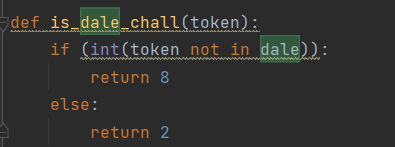 def is_dale_chall(token):
    if (int(token not in dale)):
        return 8
    else:
        return 2